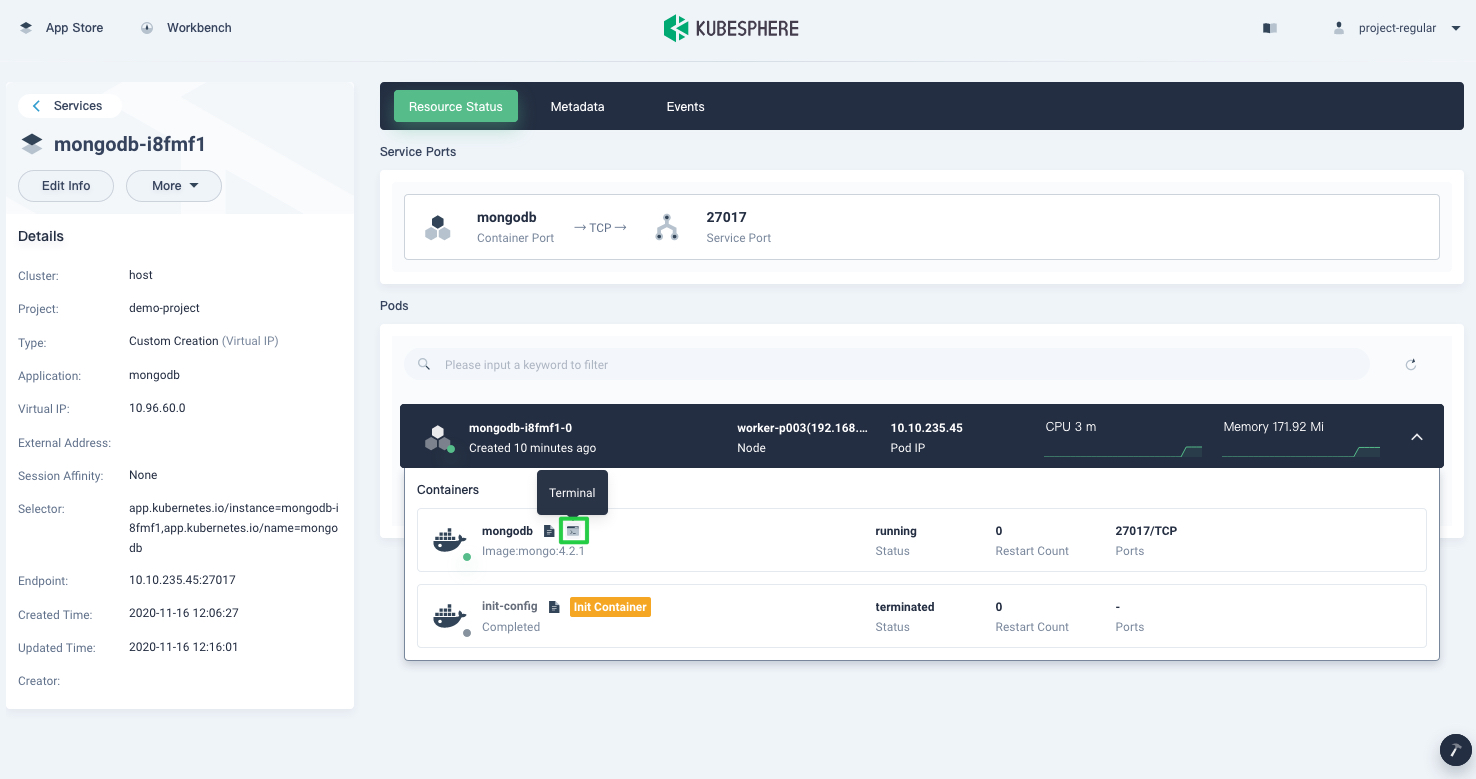 App Store
Workbench
KUBESPHERE
project-regular
Services
mongodb-i8fmf1
Edit Info
More
Details
Cluster:
host
Project:
demo-project
Type:
Custom Creation (Virtual IP)
Application:
mongodb
Virtual IP:
10.96.60.0
External Address:
Session Affinity:
None
Selector:
app.kubernetes.io/instance=mongodb-i
8fmf1,app.kubernetes.io/name=mongo
db
Endpoint:
10.10.235.45:27017
Created Time:
2020-11-16 12:06:27
Updated Time:
2020-11-16 12:16:01
Creator:
Resource Status
Metadata
Events
Service Ports
mongodb
Container Port
→ TCP →
27017
Service Port
Pods
Please input a keyword to filter
mongodb-i8fmf1-0
Created 10 minutes ago
worker-p003(192.168....
Node
10.10.235.45
Pod IP
CPU 3 m
Memory 171.92 Mi
Containers
Terminal
mongodb
Image:mongo:4.2.1
running
Status
0
Restart Count
27017/TCP
Ports
init-config
Init Container
Completed
terminated
Status
0
Restart Count
-
Ports